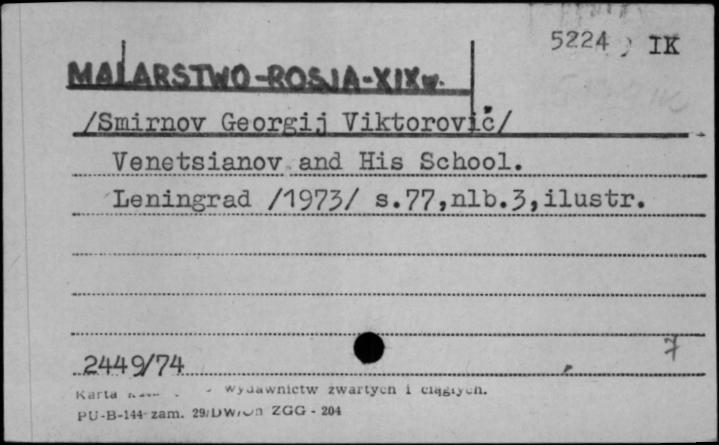 5224 IK
MALARSTWO-ROSJA-XIXw.
/Smirnov Georgij Viktorovič/
Venetsianov and His School.
Leningrad /1973/ s.77,nlb.3,ilustr.
7
2449/74
Karta wydawnictw zwartych i ciągłych.
PU-B-144 zam. ZGG - 204